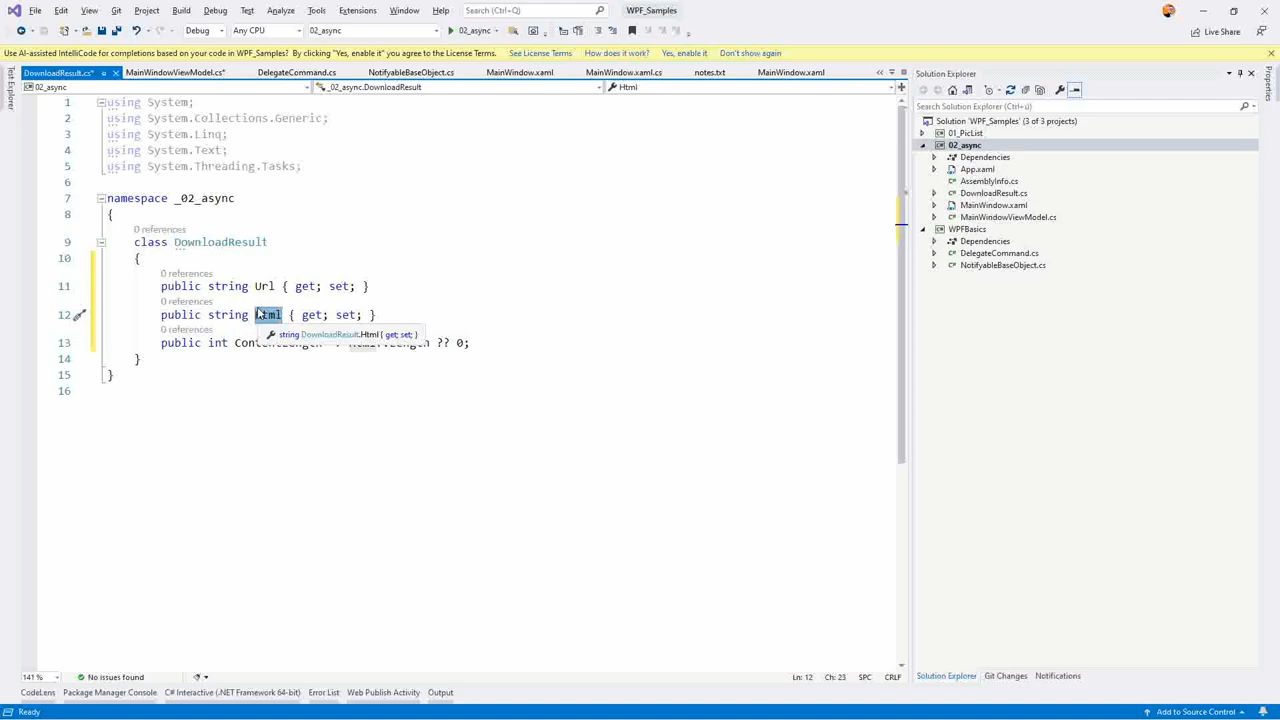 File Edit View Git Project Build Debug Test Analyze Tools Extensions Window Help Search (Ctrl+Q) WPF_Samples
Debug Any CPU 02_async 02_async Live Share
Use AI-assisted IntelliCode for completions based on your code in WPF_Samples? By clicking "Yes, enable it" you agree to the License Terms. See License Terms How does it work? Yes, enable it Don't show again
DownloadResult.cs* MainWindowViewModel.cs* DelegateCommand.cs NotifyableBaseObject.cs MainWindow.xaml MainWindow.xaml.cs notes.txt MainWindow.xaml
02_async _02_async.DownloadResult Html
Test Explorer
1 using System;
2 using System.Collections.Generic;
3 using System.Linq;
4 using System.Text;
5 using System.Threading.Tasks;
6
7 namespace _02_async
8 {
0 references
9 class DownloadResult
10 {
0 references
11 public string Url { get; set; }
0 references
12 public string Html { get; set; }
0 references
string DownloadResult.Html { get; set; }
13 public int ?? 0;
14 }
15 }
16
141 % No issues found Ln: 12 Ch: 23 SPC CRLF
CodeLens Package Manager Console C# Interactive (.NET Framework / 64-bit) Error List Web Publish Activity Output
Ready Add to Source Control
Solution Explorer
Search Solution Explorer (Ctrl+ü)
Solution 'WPF_Samples' (3 of 3 projects)
01_PicList
02_async
Dependencies
App.xaml
AssemblyInfo.cs
DownloadResult.cs
MainWindow.xaml
MainWindowViewModel.cs
WPFBasics
Dependencies
DelegateCommand.cs
NotifyableBaseObject.cs
Solution Explorer Git Changes Notifications
Properties